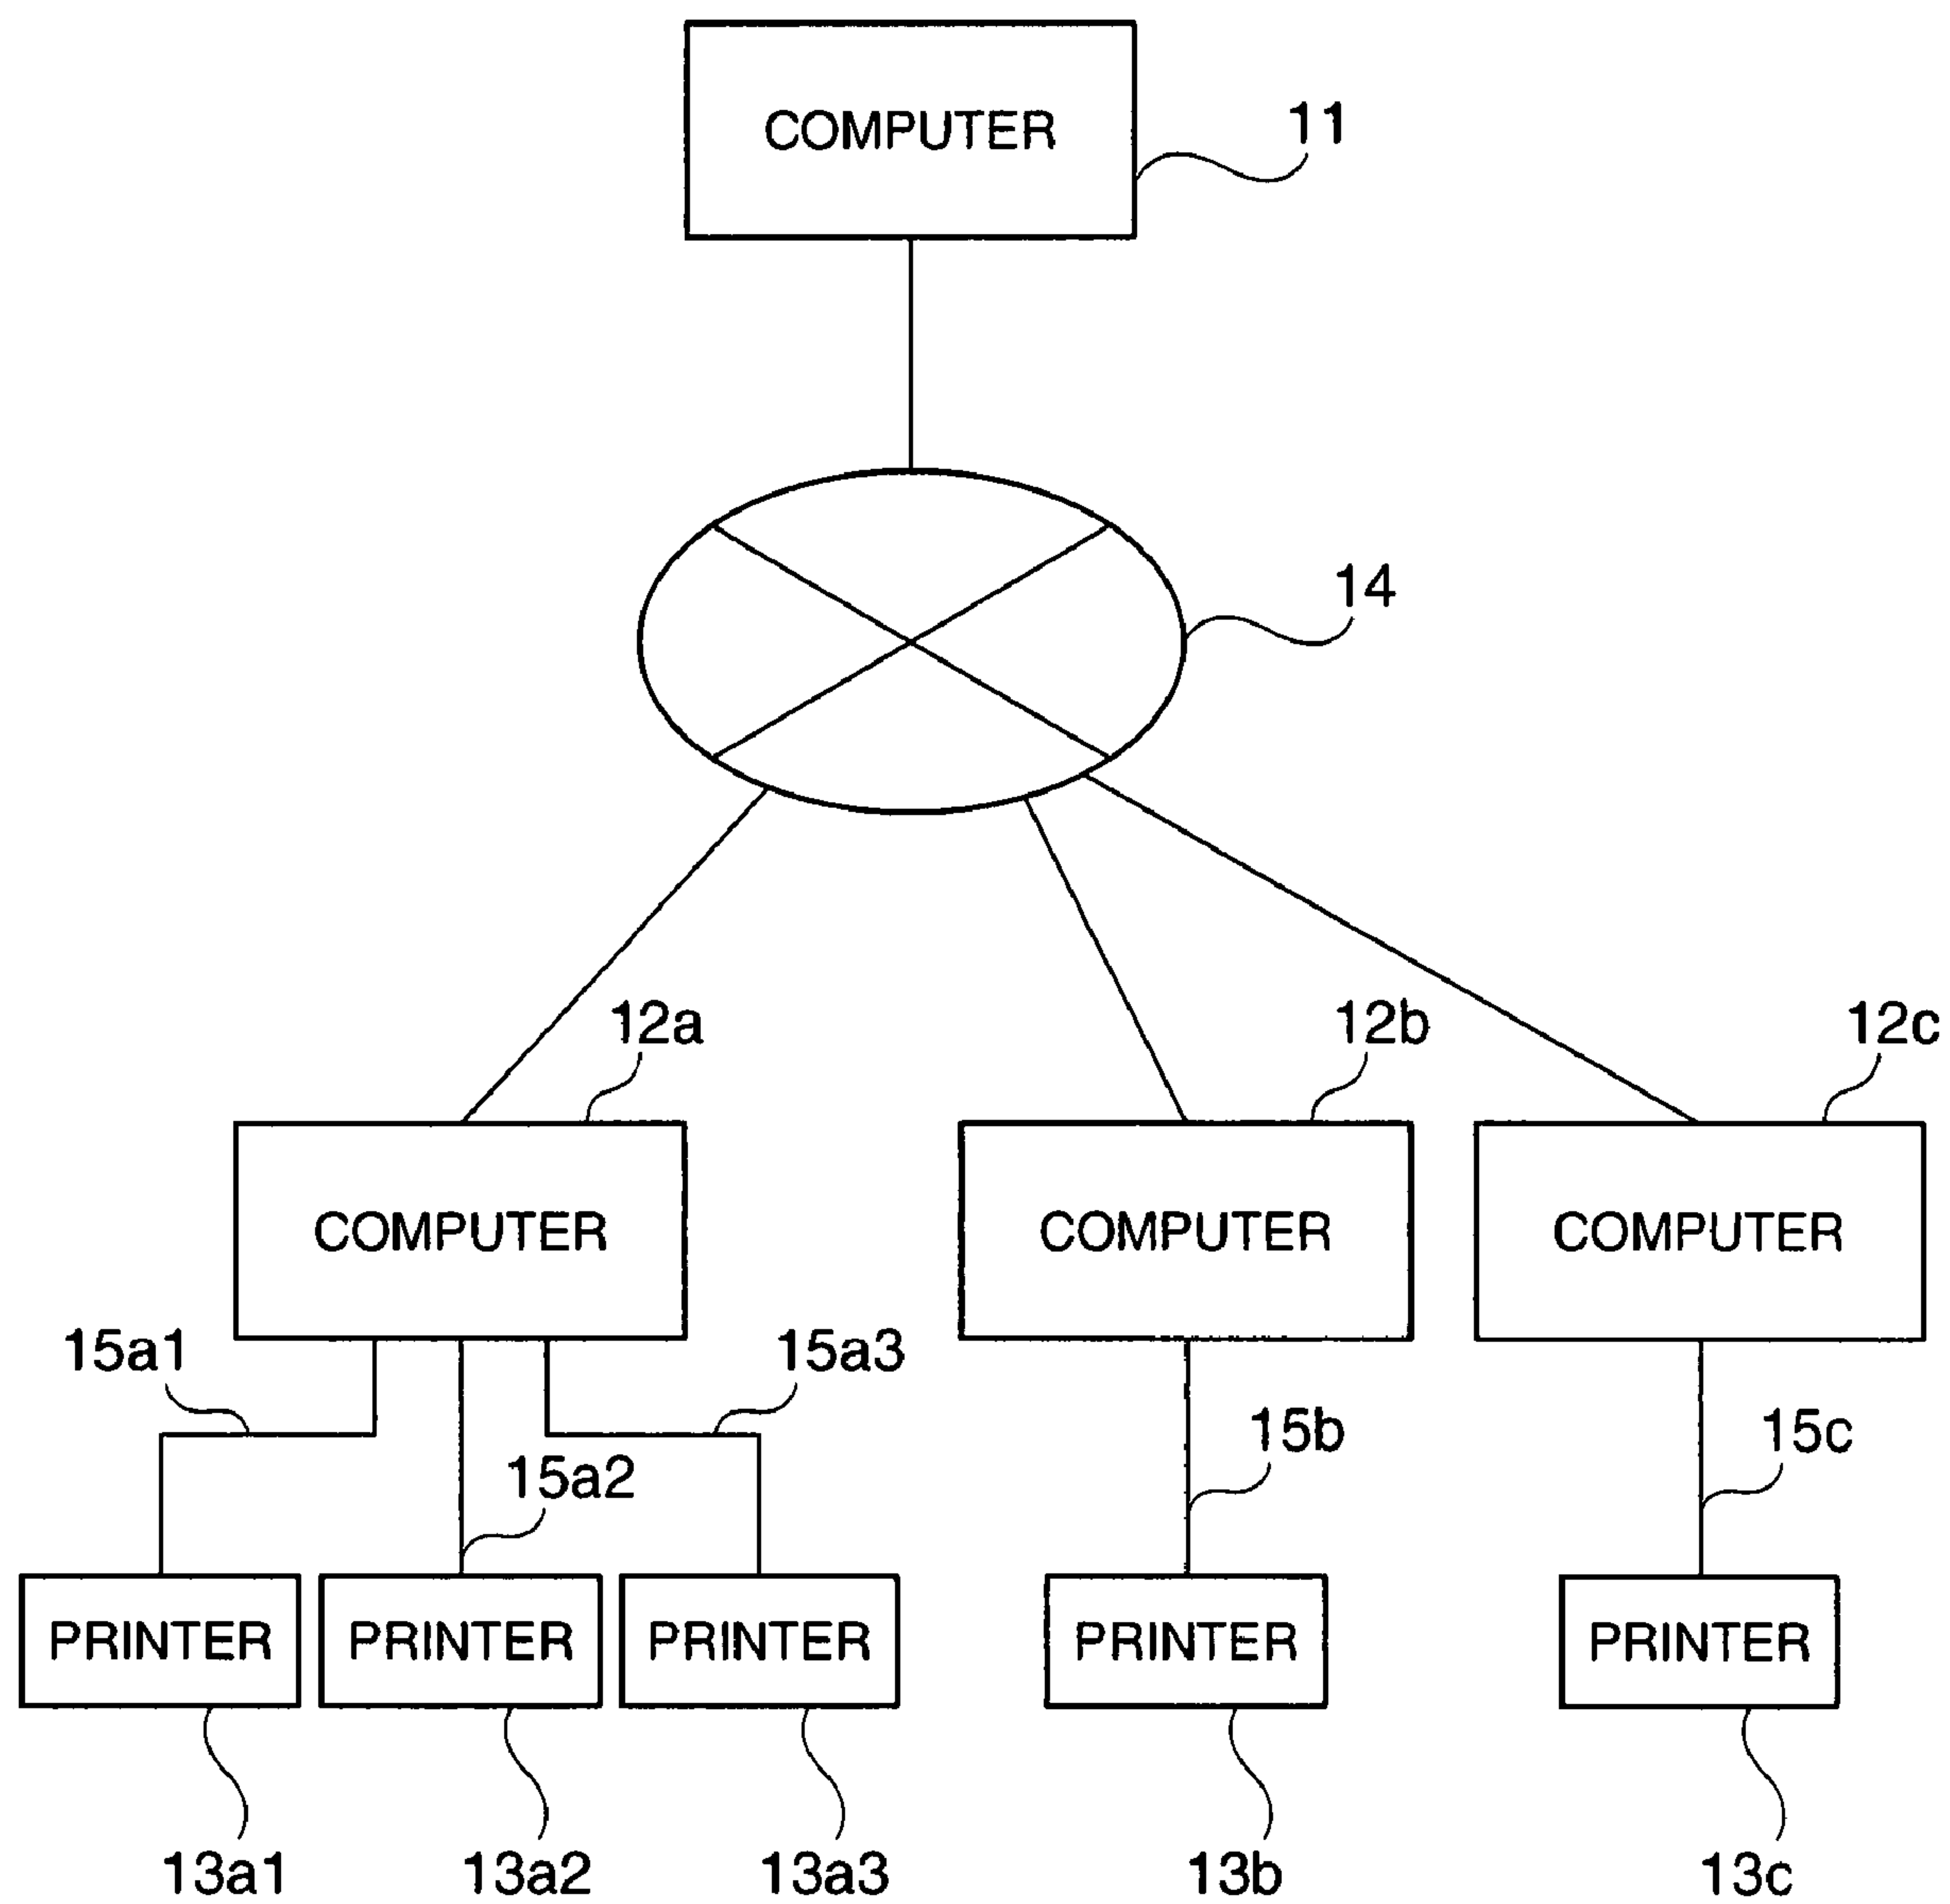 COMPUTER
11
14
12a
12b
12c
COMPUTER
COMPUTER
COMPUTER
15a1
15a3
15b
15c
15a2
PRINTER
PRINTER
PRINTER
PRINTER
PRINTER
13a1
13a2
13a3
13b
13c